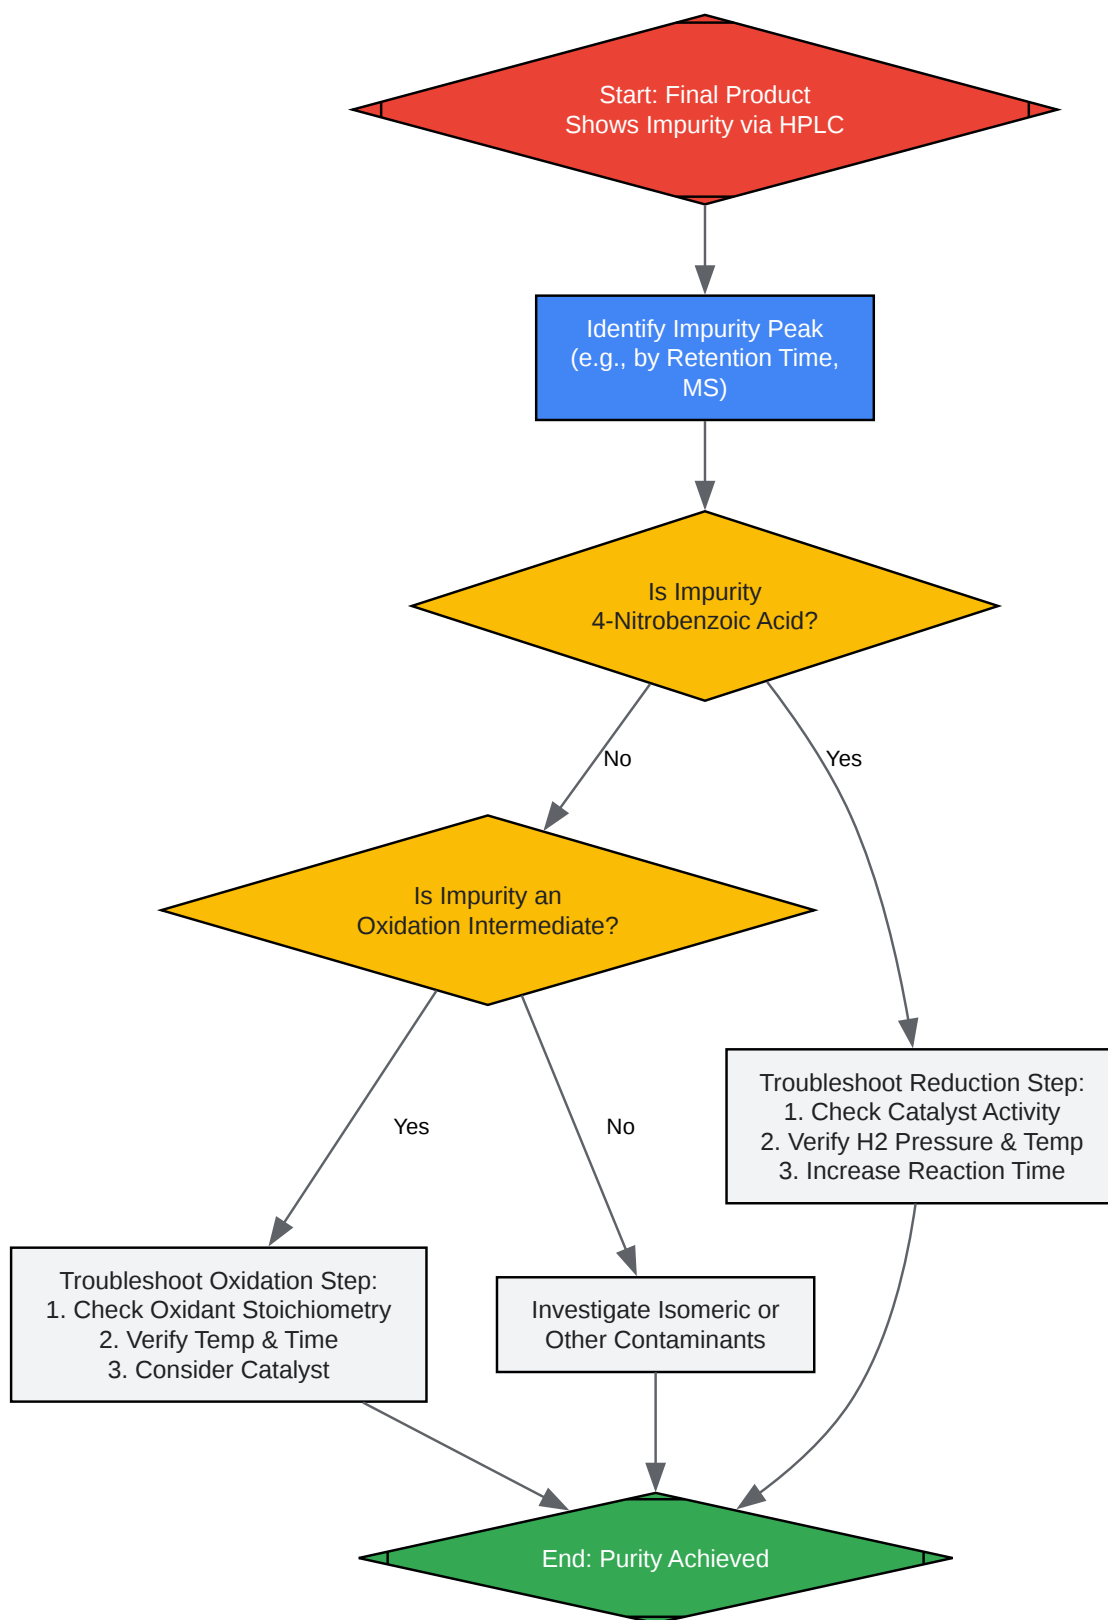 Start: Final Product
Shows Impurity via HPLC
Identify Impurity Peak
(e.g., by Retention Time,
MS)
Is Impurity
4-Nitrobenzoic Acid?
No
Yes
Is Impurity an
Oxidation Intermediate?
Yes
No
Troubleshoot Reduction Step:
1. Check Catalyst Activity
2. Verify H2 Pressure & Temp
3. Increase Reaction Time
Troubleshoot Oxidation Step:
1. Check Oxidant Stoichiometry
2. Verify Temp & Time
3. Consider Catalyst
Investigate Isomeric or
Other Contaminants
End: Purity Achieved